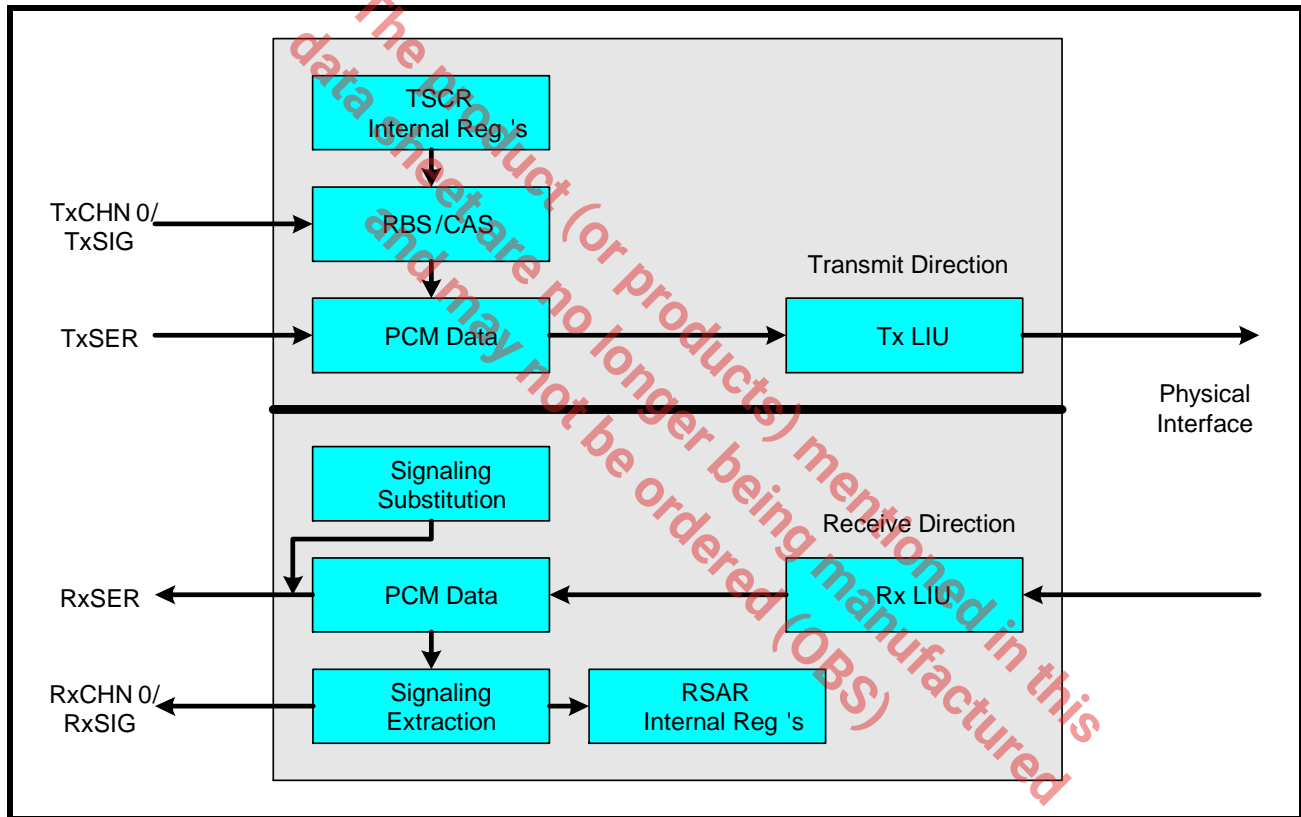 The product (or products) mentioned in this
data sheet are no longer being manufactured
and may not be ordered (OBS)
TSCR
Internal Reg 's
TxCHN 0/
TxSIG
RBS/CAS
Transmit Direction
TxSER
PCM Data
Tx LIU
Physical
Interface
Signaling
Substitution
Receive Direction
RxSER
PCM Data
Rx LIU
RxCHN 0/
RxSIG
Signaling
Extraction
RSAR
Internal Reg 's